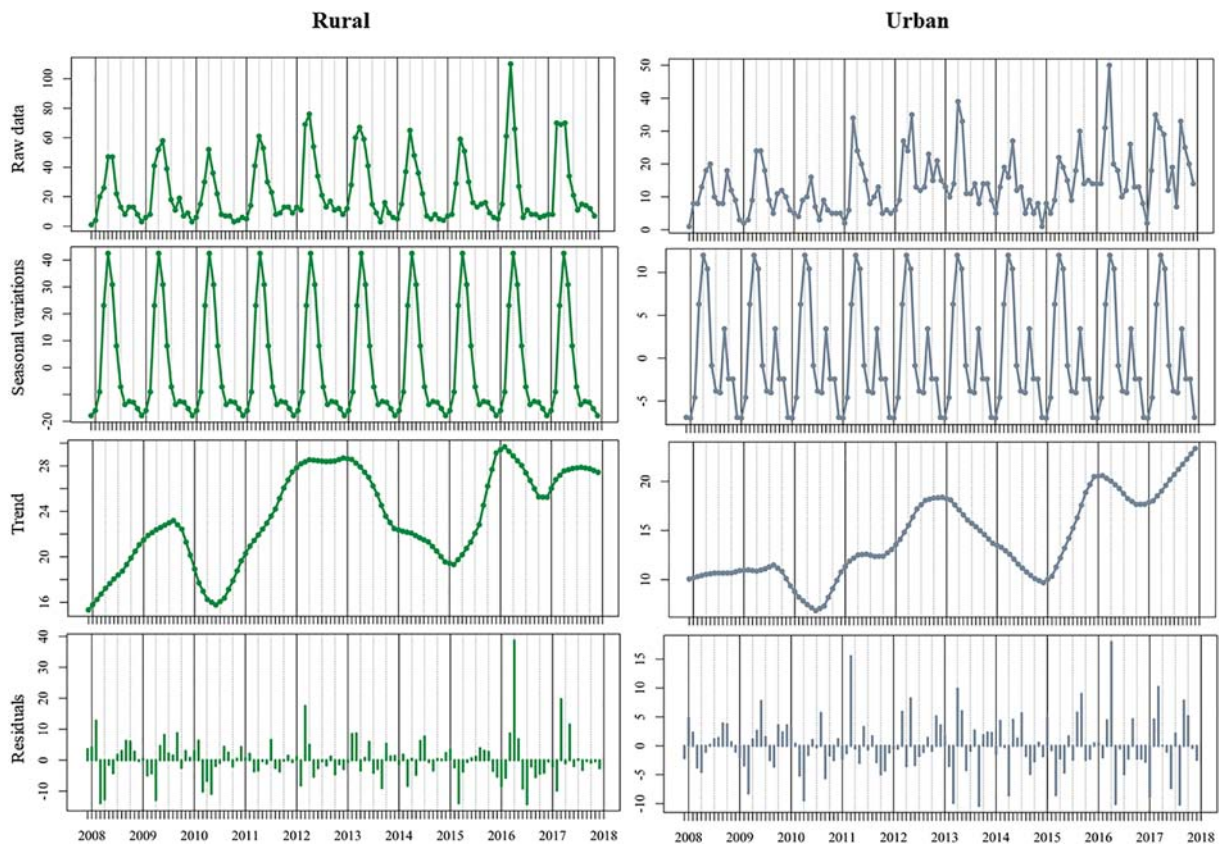 Rural
Urban
Raw data
0 20 40 60 80 100
0 10 20 30 40 50
Seasonal variations
-20 0 10 20 30 40
-5 0 5 10
Trend
16 20 24 28
10 15 20
Residuals
-10 0 10 20 30 40
-10 -5 0 5 10 15
2008 2009 2010 2011 2012 2013 2014 2015 2016 2017 2018
2008 2009 2010 2011 2012 2013 2014 2015 2016 2017 2018